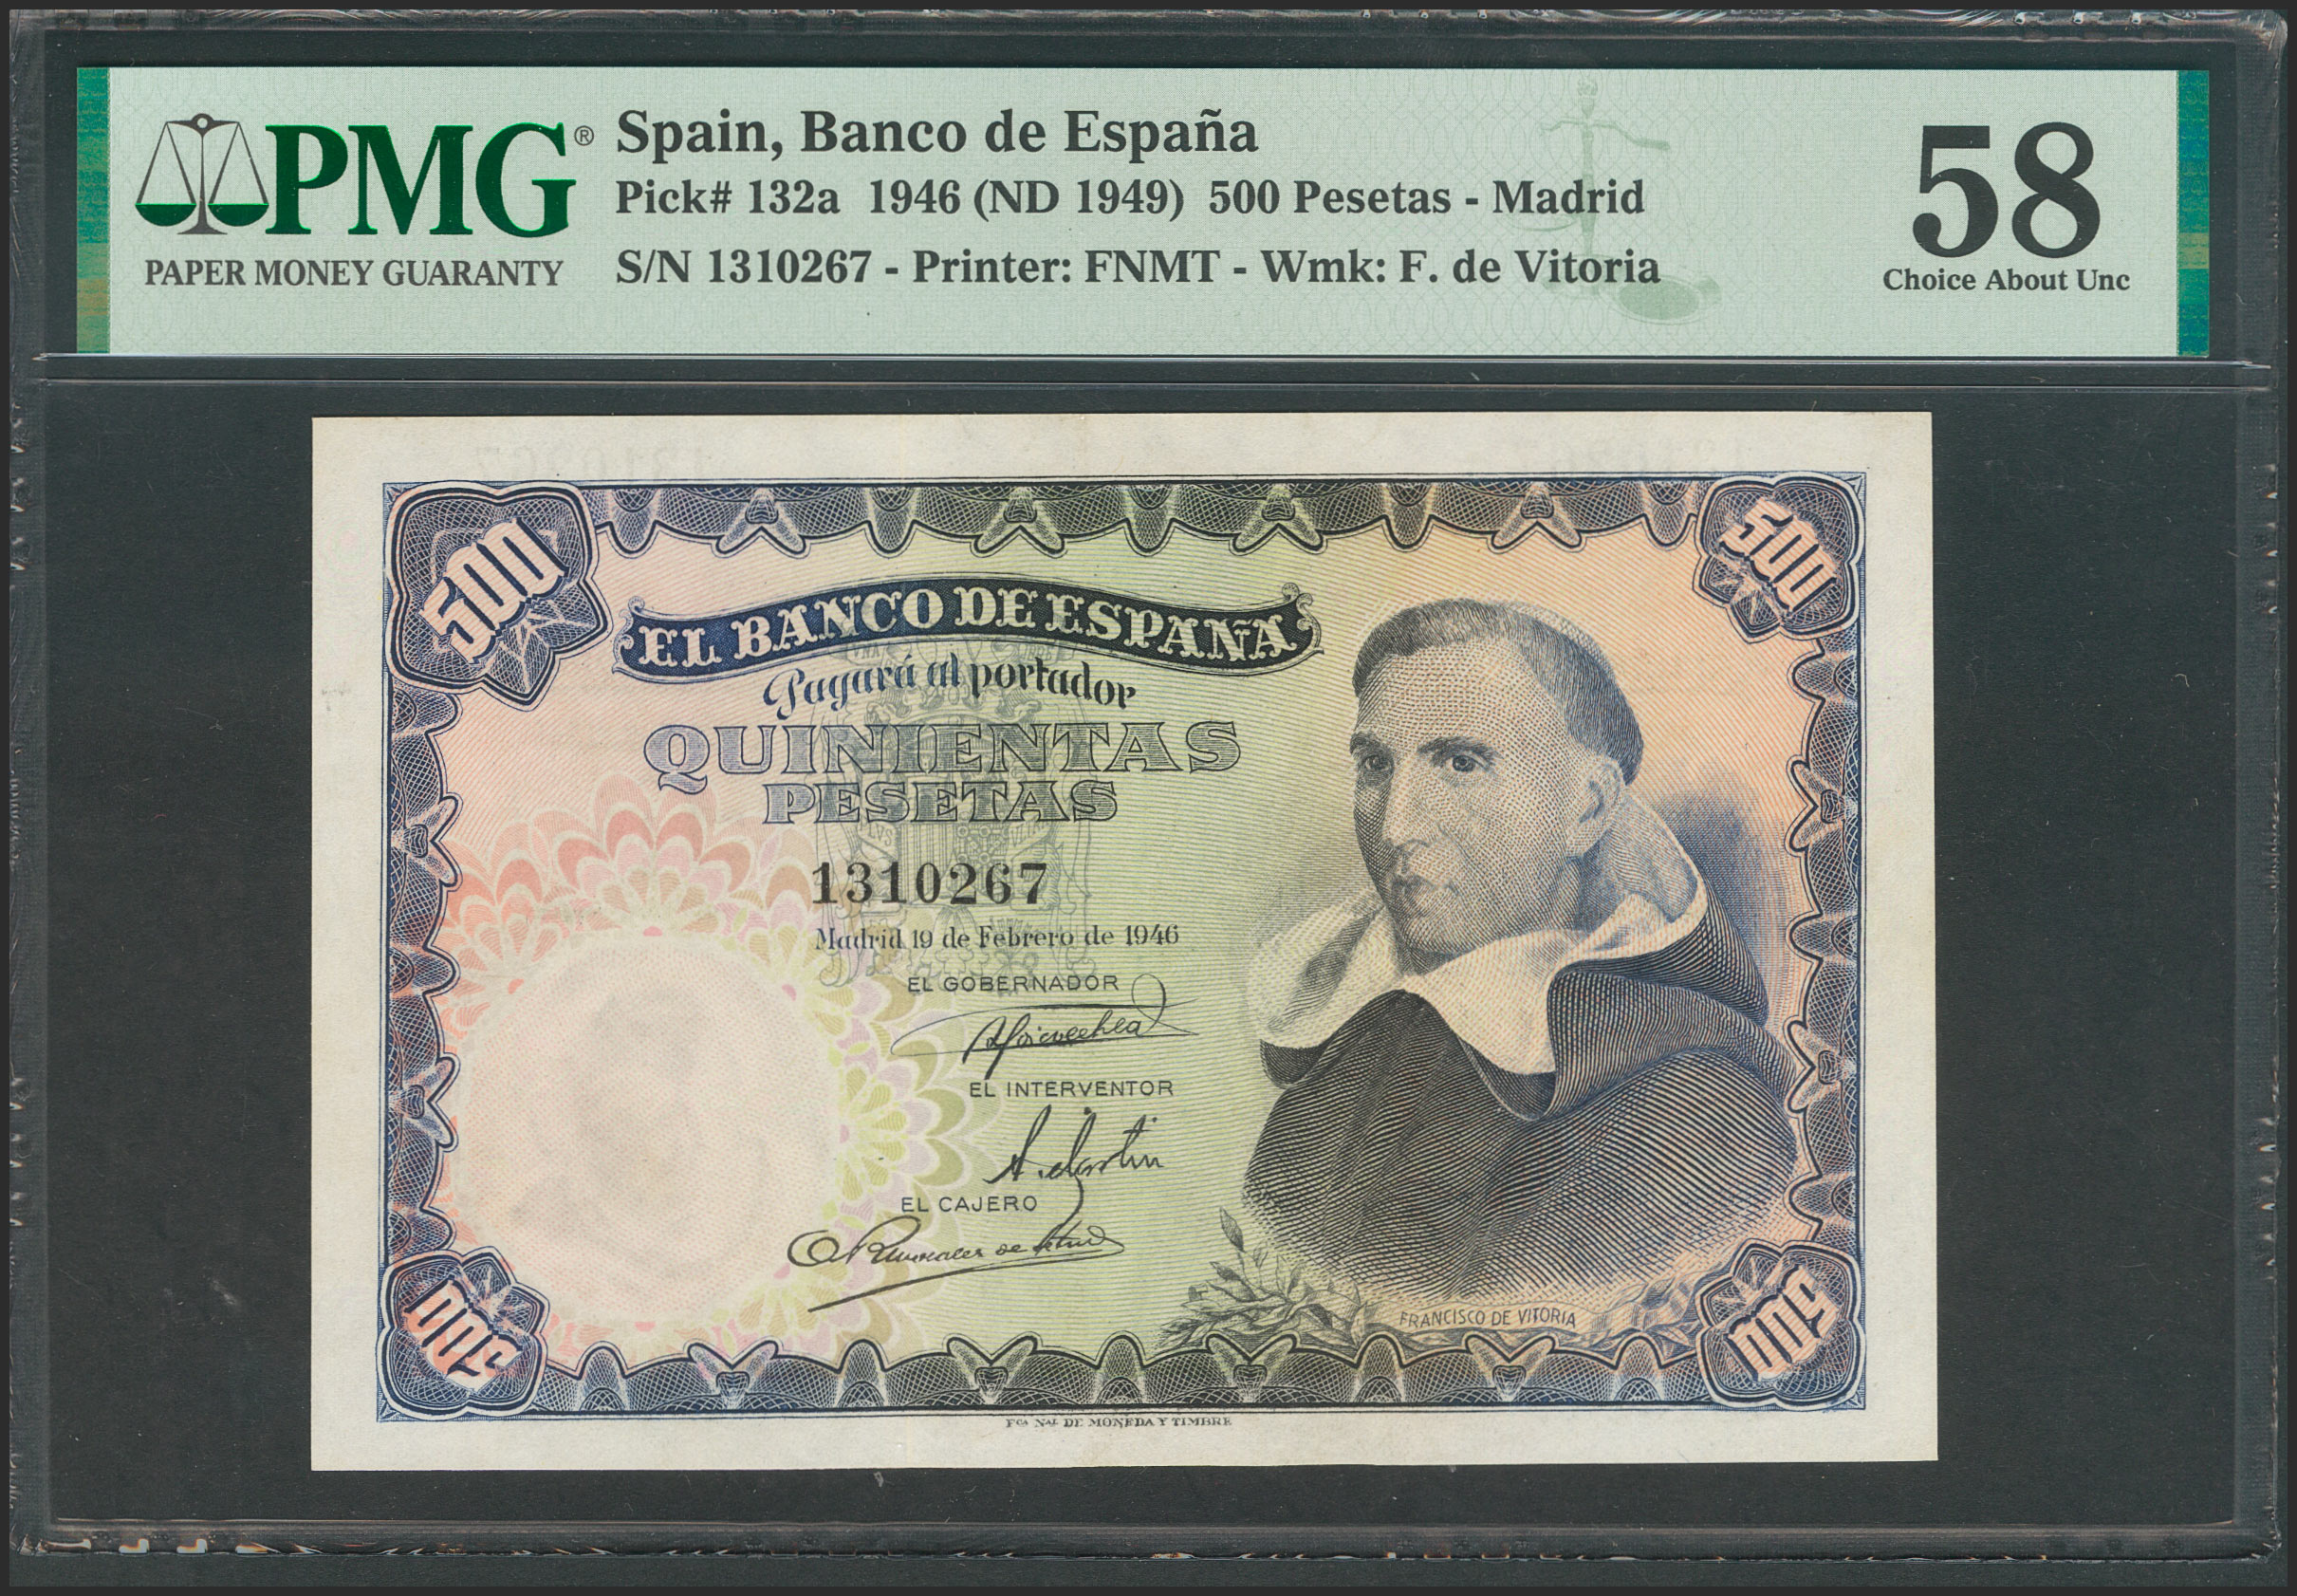 PMG®
PAPER MONEY GUARANTY
Spain, Banco de España
Pick# 132a 1946 (ND 1949) 500 Pesetas - Madrid
S/N 1310267 - Printer: FNMT - Wmk: F. de Vitoria
58
Choice About Unc
500
500
EL BANCO DE ESPAÑA
Pagará al portador
QUINIENTAS
PESETAS
1310267
Madrid 19 de Febrero de 1946
EL GOBERNADOR
EL INTERVENTOR
A. Martin
EL CAJERO
FRANCISCO DE VITORIA
500
500
Fca Nal DE MONEDA Y TIMBRE